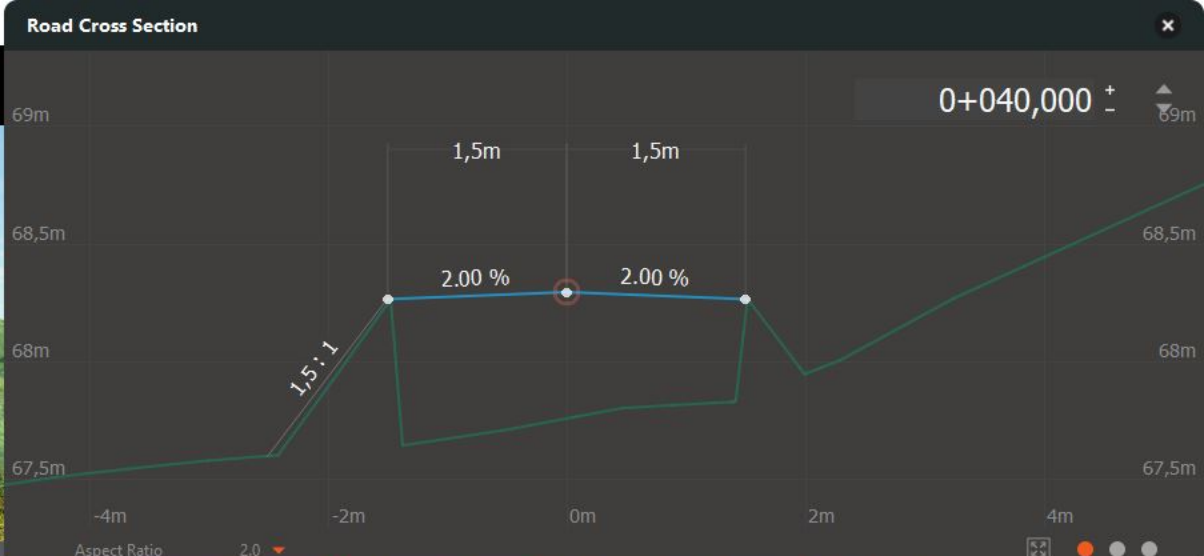 Road Cross Section
0+040,000 + −
69m 69m
1,5m 1,5m
68,5m 68,5m
2.00 % 2.00 %
68m 68m
1,5 : 1
67,5m 67,5m
-4m -2m 0m 2m 4m
Aspect Ratio 2.0